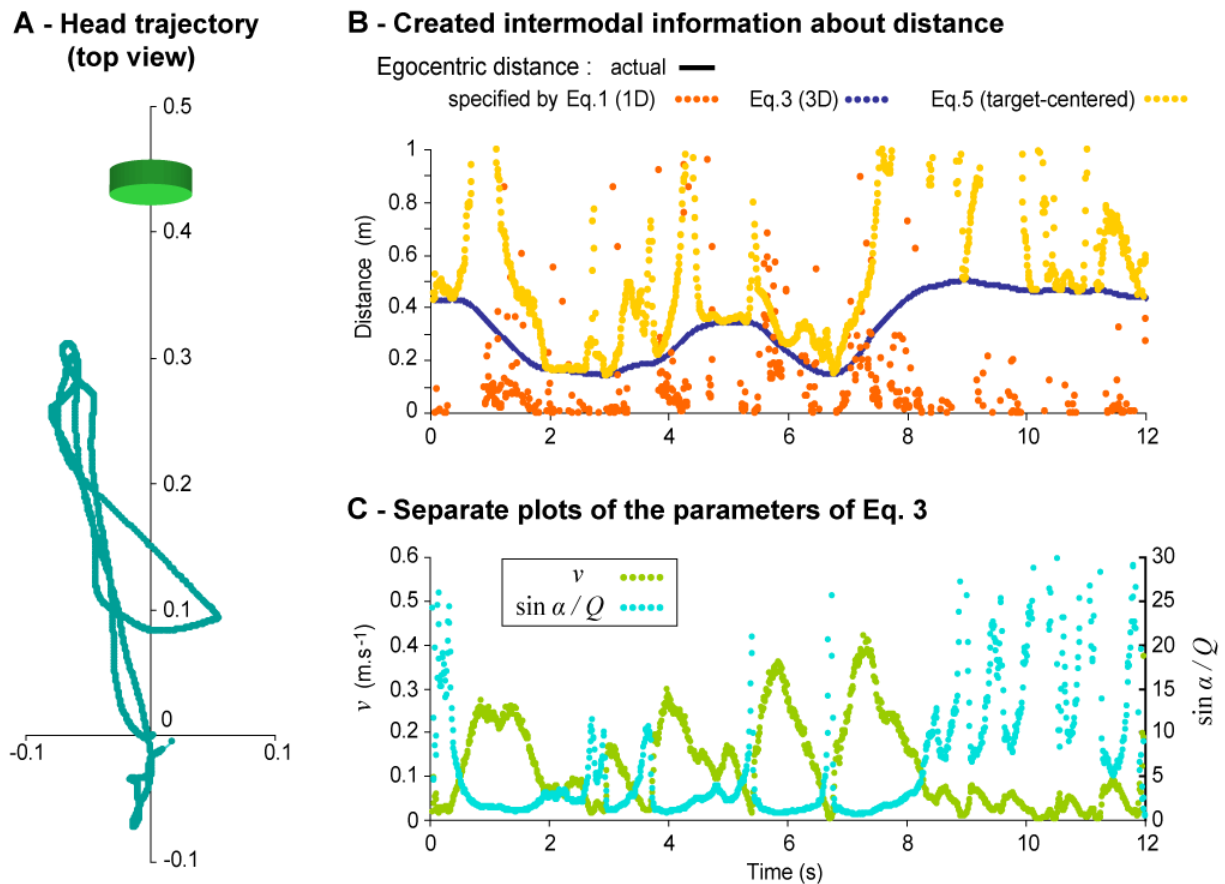 A - Head trajectory
(top view)
0.5
0.4
0.3
0.2
0.1
0
-0.1
0.1
-0.1
B - Created intermodal information about distance
Egocentric distance : actual
specified by Eq.1 (1D) Eq.3 (3D) Eq.5 (target-centered)
Distance (m)
1
0.8
0.6
0.4
0.2
0
0 2 4 6 8 10 12
C - Separate plots of the parameters of Eq. 3
v
sin α / Q
v (m.s-1)
0.6
0.5
0.4
0.3
0.2
0.1
0
30
25
20
15
10
5
0
sin α / Q
0 2 4 6 8 10 12
Time (s)